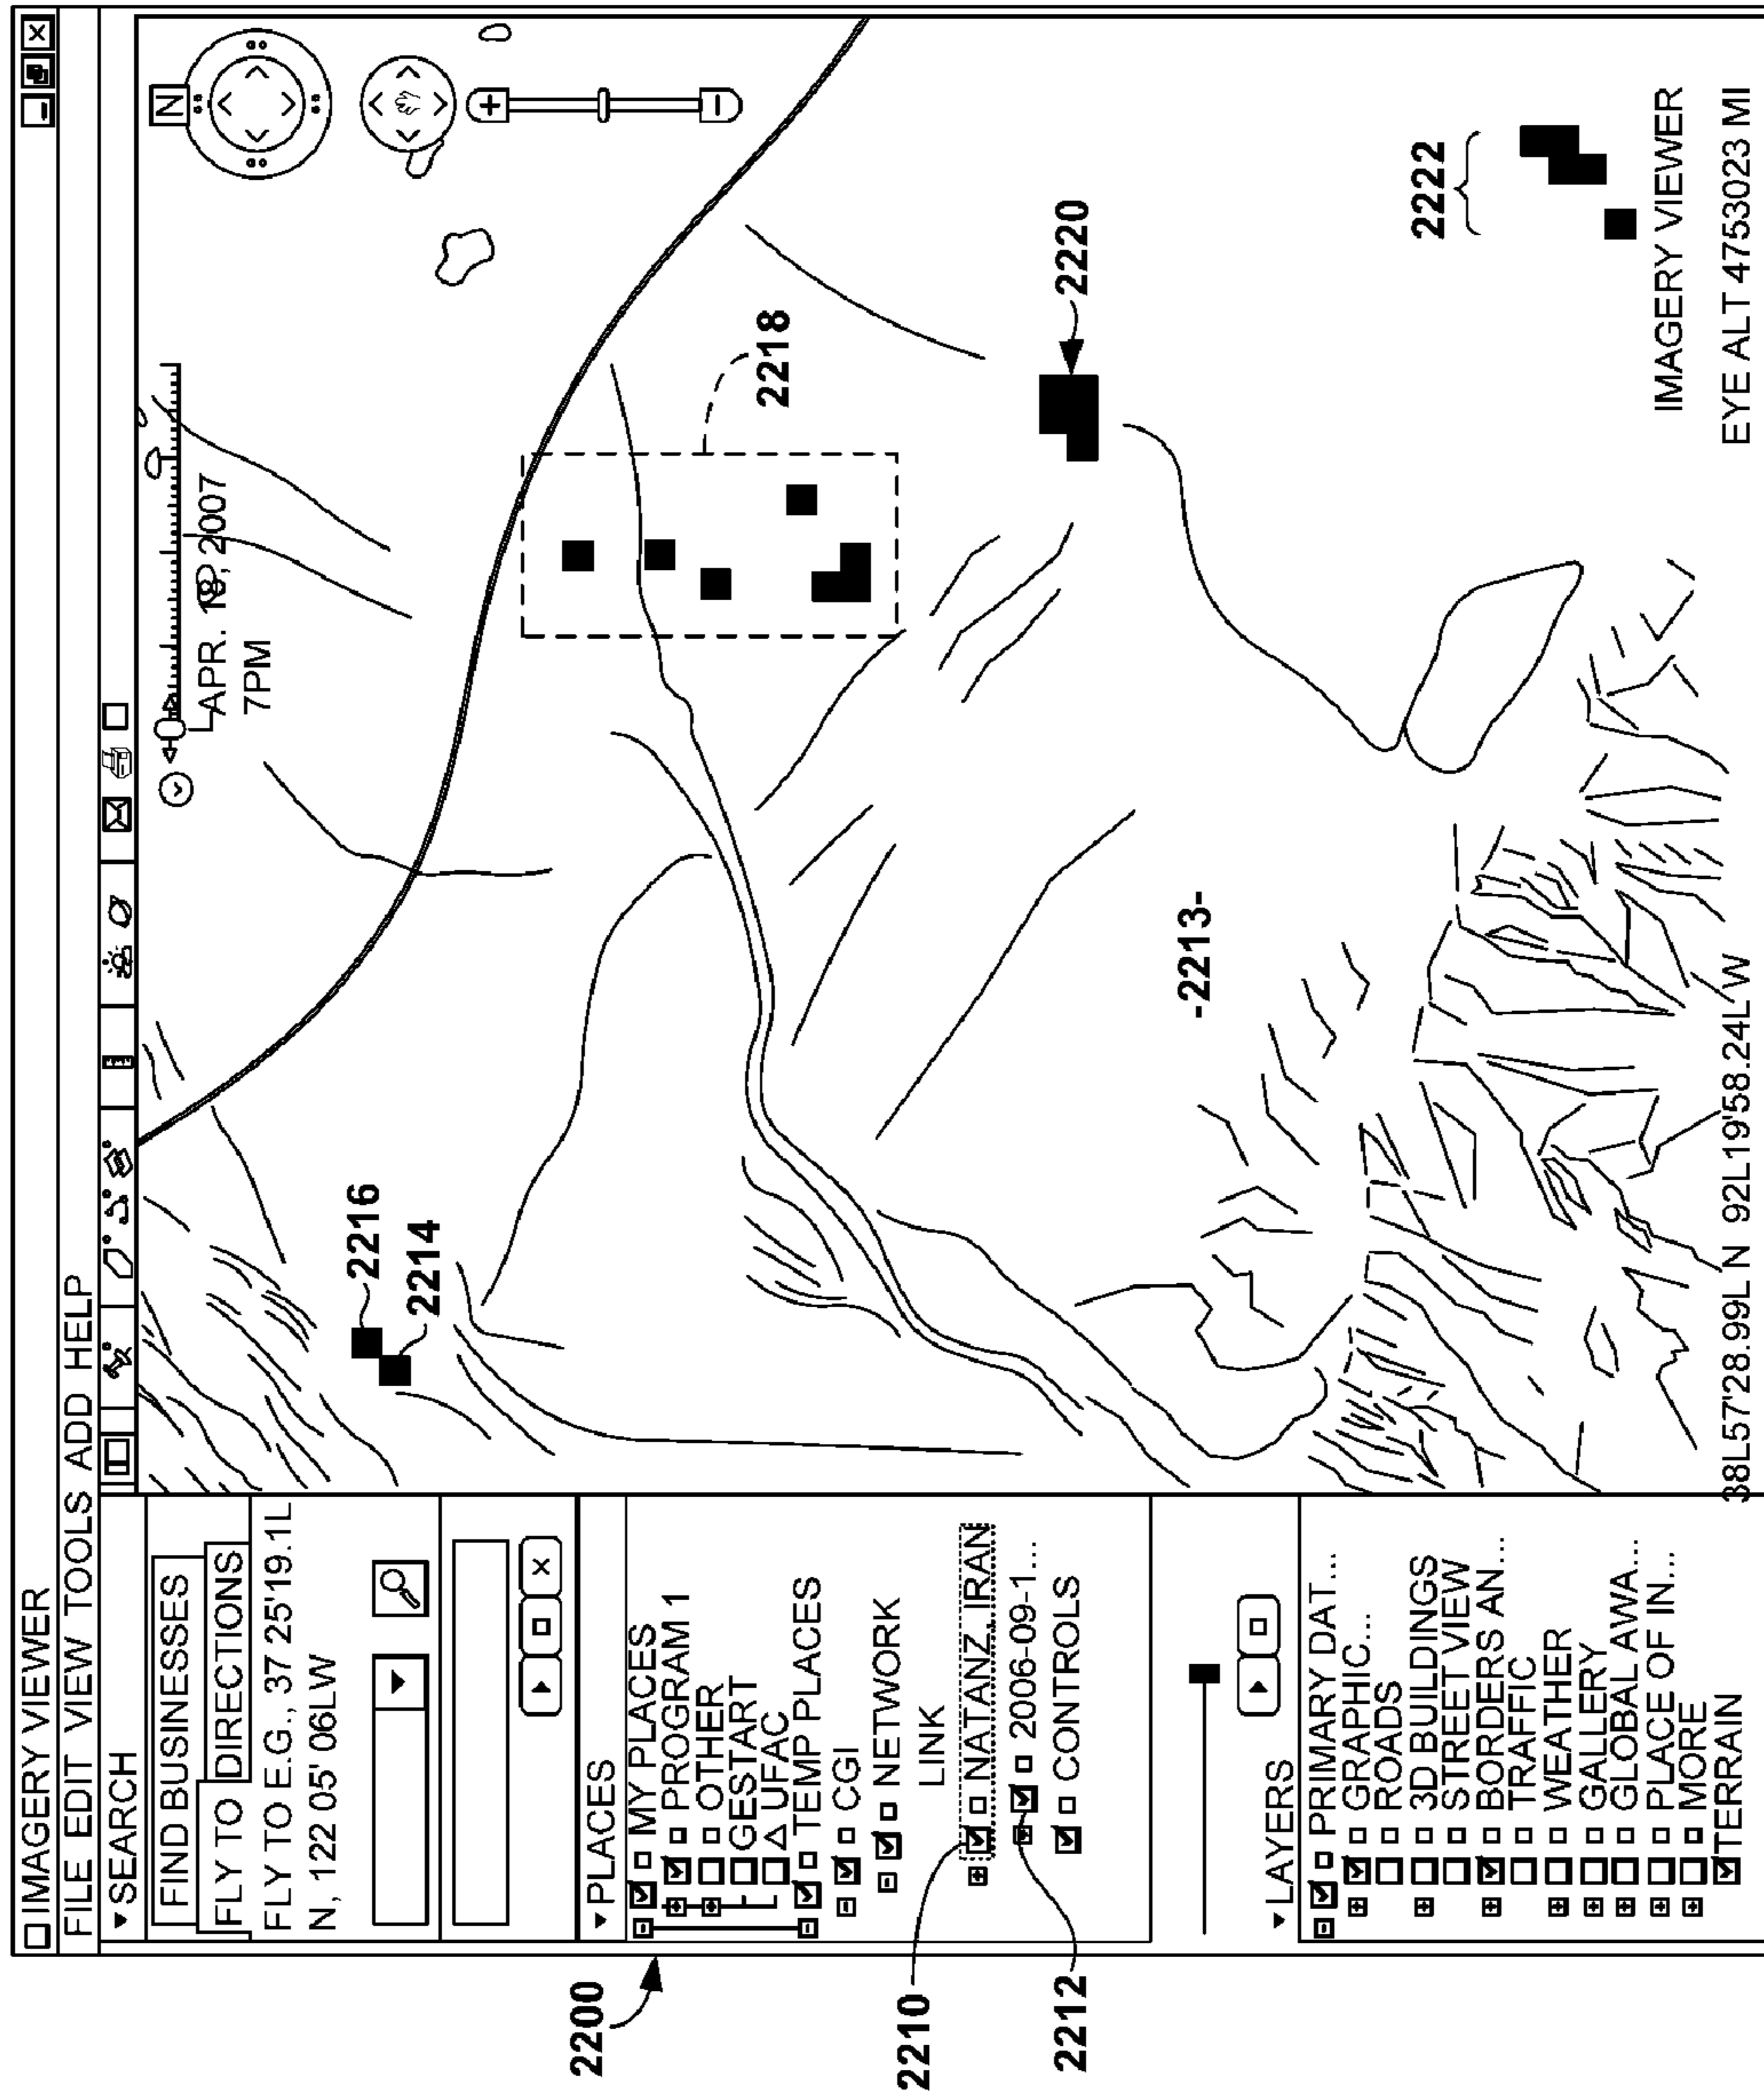 IMAGERY VIEWER
FILE EDIT VIEW TOOLS ADD HELP
SEARCH
FIND BUSINESSES
FLY TO
DIRECTIONS
FLY TO E.G., 37 25'19.1L
N, 122 05' 06LW
PLACES
MY PLACES
PROGRAM 1
OTHER
GESTART
UFAC
TEMP PLACES
CGI
NETWORK
LINK
NATANZ, IRAN
2006-09-1...
CONTROLS
LAYERS
PRIMARY DAT...
GRAPHIC...
ROADS
3D BUILDINGS
STREET VIEW
BORDERS AN...
TRAFFIC
WEATHER
GALLERY
GLOBAL AWA...
PLACE OF IN...
MORE
TERRAIN
2200
2210
2212
APR. 18, 2007
7PM
N
2216
2214
2218
2220
-2213-
2222
IMAGERY VIEWER
38L57'28.99L N 92L19'58.24L W
EYE ALT 4753023 MI